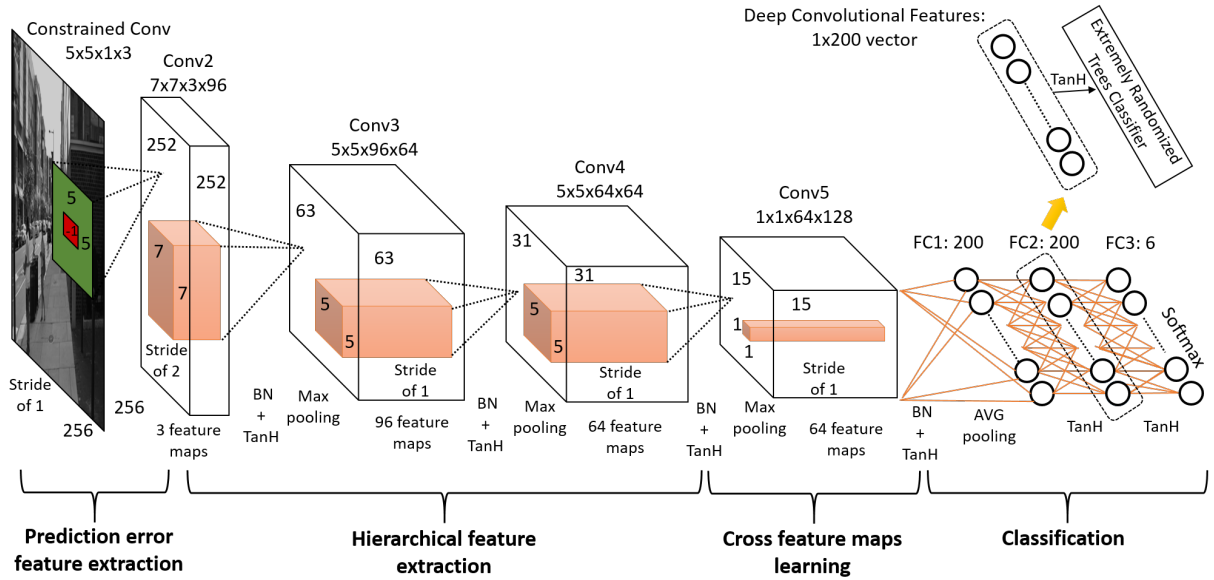 Constrained Conv
5x5x1x3
Conv2
7x7x3x96
Conv3
5x5x96x64
Conv4
5x5x64x64
Conv5
1x1x64x128
Deep Convolutional Features:
1x200 vector
TanH
Extremely Randomized
Trees Classifier
FC1: 200
FC2: 200
FC3: 6
Softmax
5
5
-1
252
252
7
7
63
63
5
5
31
31
5
5
15
15
1
1
Stride
of 1
256
256
Stride
of 2
3 feature
maps
BN
+
TanH
Max
pooling
Stride
of 1
96 feature
maps
BN
+
TanH
Max
pooling
Stride
of 1
64 feature
maps
BN
+
TanH
Max
pooling
Stride
of 1
64 feature
maps
BN
+
TanH
AVG
pooling
TanH
TanH
Prediction error
feature extraction
Hierarchical feature
extraction
Cross feature maps
learning
Classification